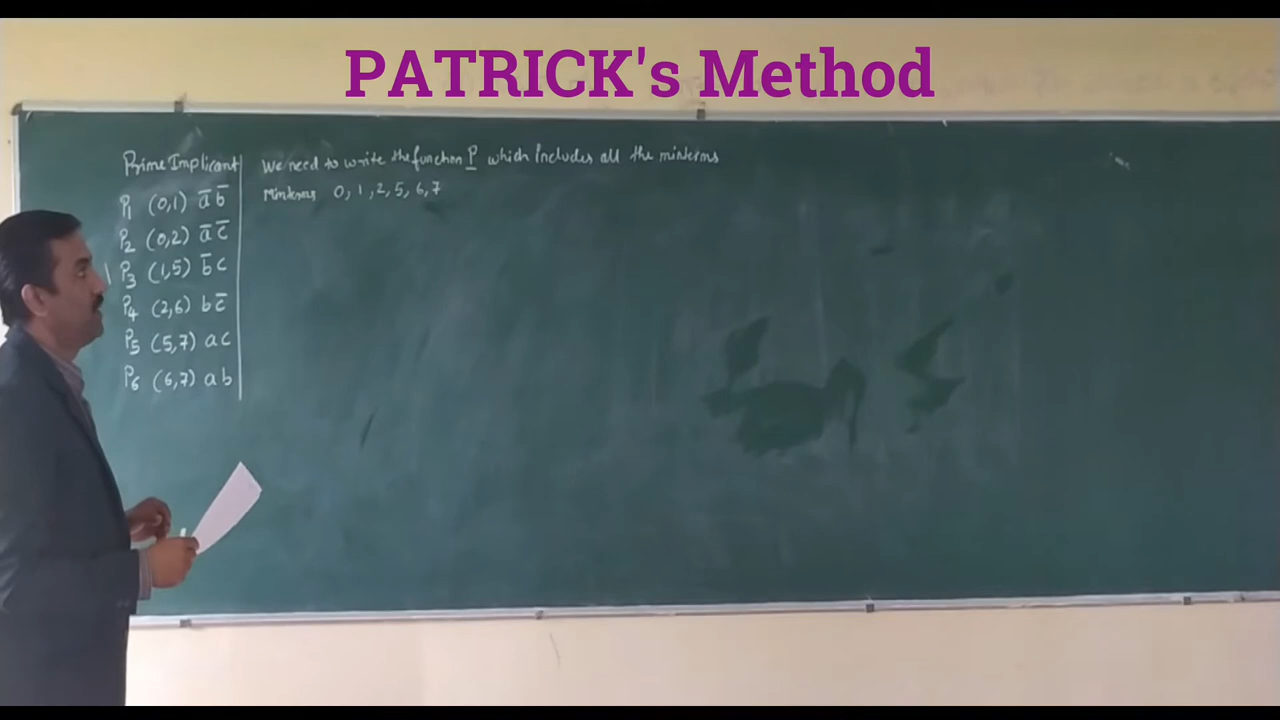 PATRICK's Method
Prime Implicant
P1 (0,1) a̅ b̅
P2 (0,2) a̅ c̅
P3 (1,5) b̅ c
P4 (2,6) b c̅
P5 (5,7) a c
P6 (6,7) a b
We need to write the function P which includes all the minterms
Minterms 0, 1, 2, 5, 6, 7